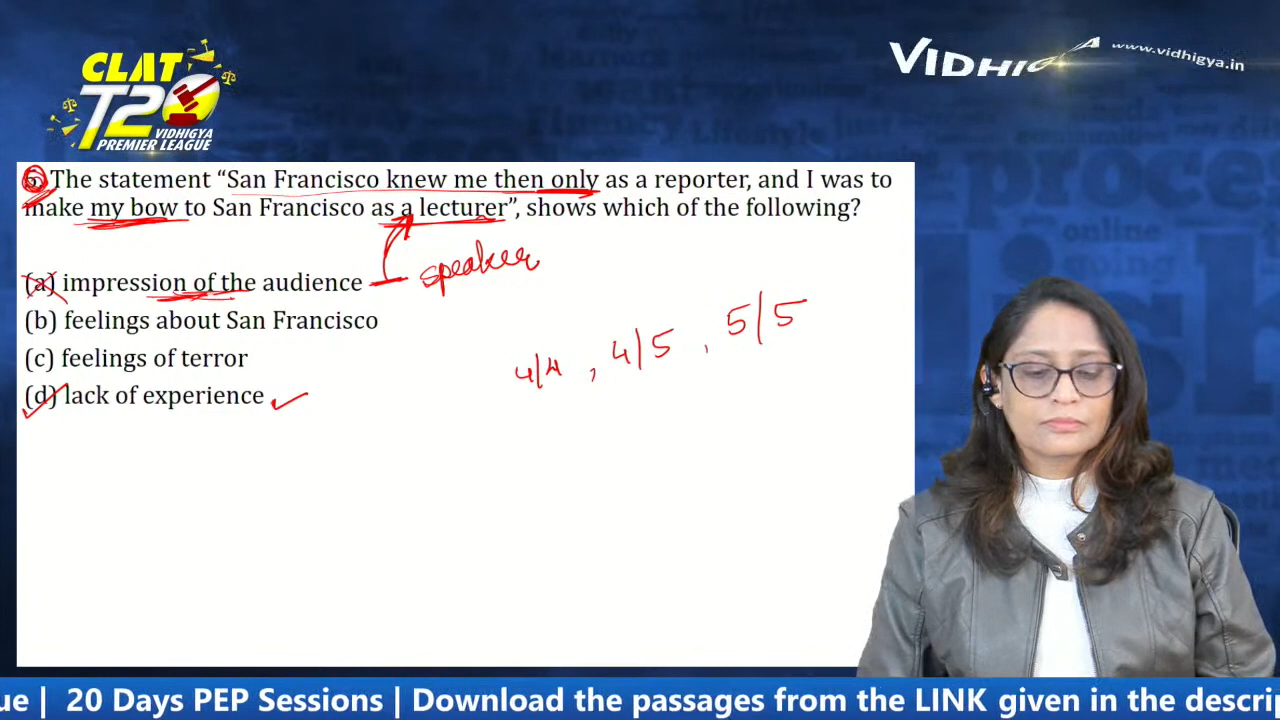 CLAT
T20
VIDHIGYA
PREMIER LEAGUE
VIDHIGYA
www.vidhigya.in
5. The statement “San Francisco knew me then only as a reporter, and I was to
make my bow to San Francisco as a lecturer”, shows which of the following?
(a) impression of the audience
speaker
(b) feelings about San Francisco
(c) feelings of terror
(d) lack of experience
4/4 , 4/5 , 5/5
ue | 20 Days PEP Sessions | Download the passages from the LINK given in the descri